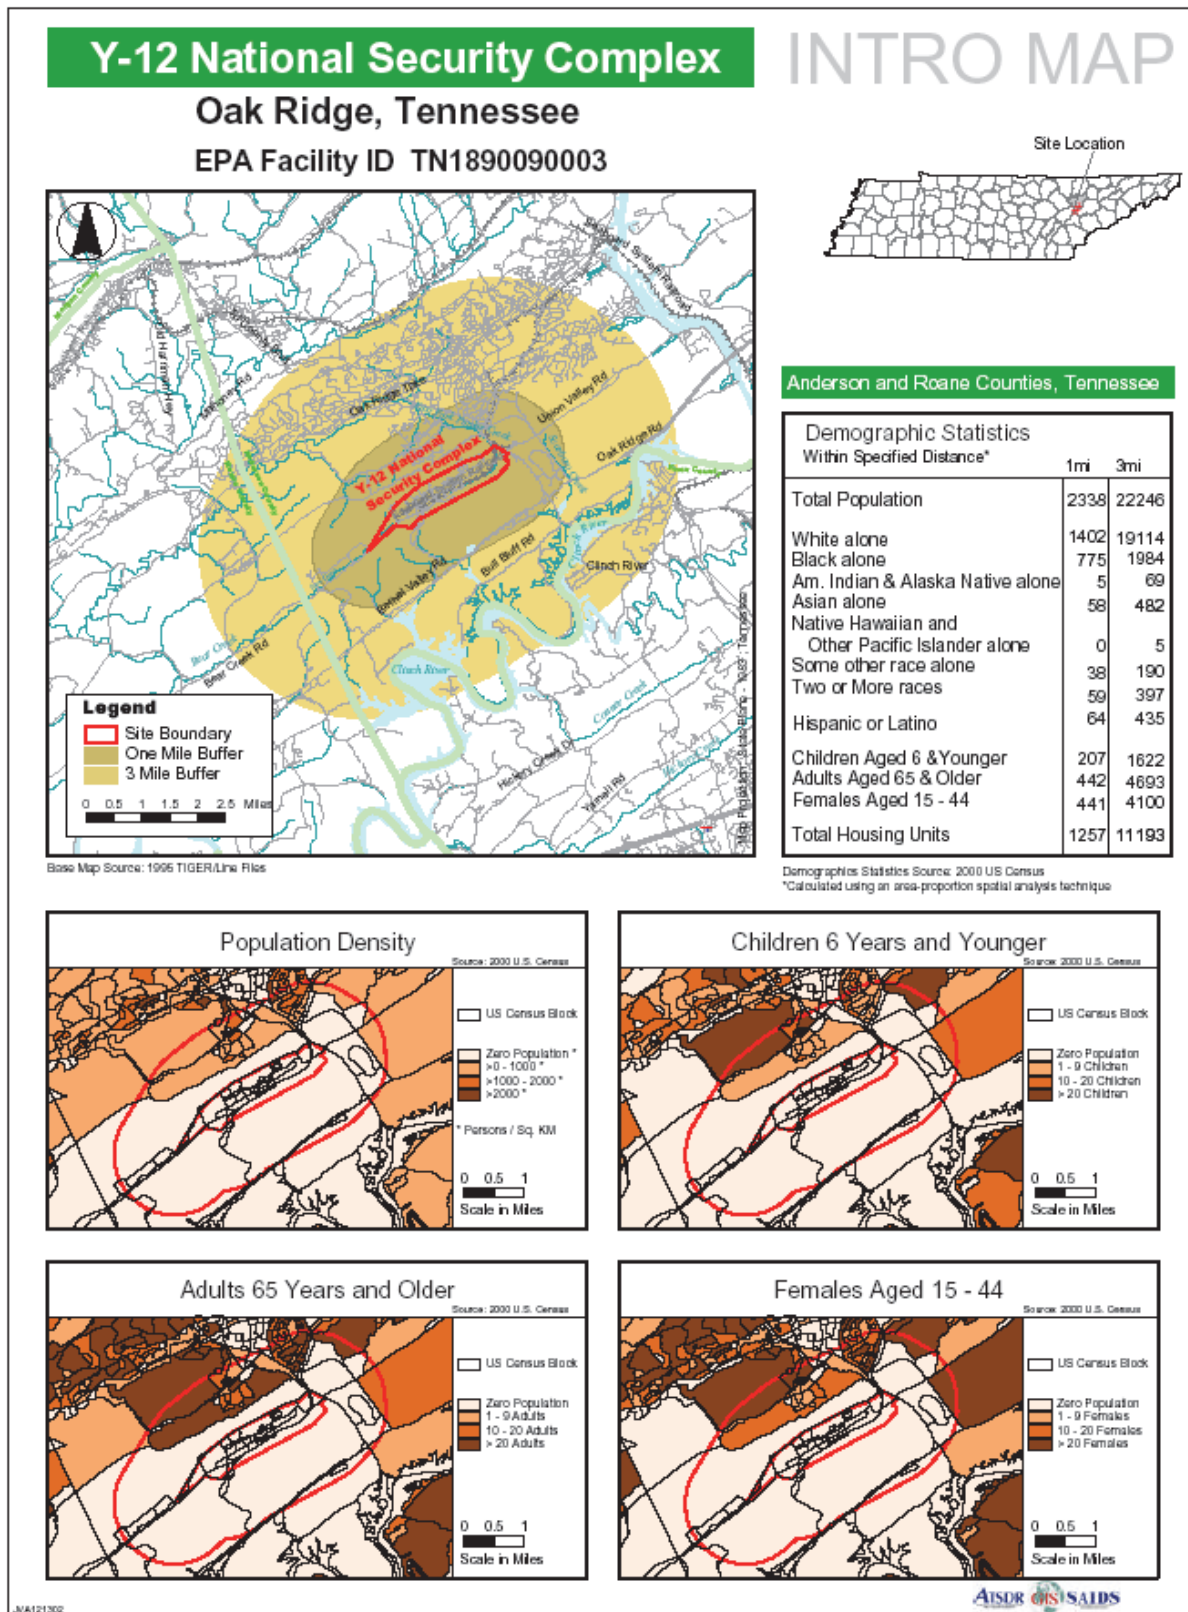 Y-12 National Security Complex
INTRO MAP
Oak Ridge, Tennessee
EPA Facility ID TN1890090003
Site Location
Seaboard System Railroad
Oak Ridge Tpke
Union Valley Rd
Oak Ridge Rd
Y-12 National
Security Complex
Bethel Valley Rd
Bull Bluff Rd
Clinch River
Clinch River
Bear Creek
Bear Creek Rd
Clinch River
Hickory Creek Dr
Yarnall Rd
Legend
Site Boundary
One Mile Buffer
3 Mile Buffer
0 0.5 1 1.5 2 2.5 Miles
Base Map Source: 1995 TIGER/Line Files
Anderson and Roane Counties, Tennessee
Demographic Statistics
Within Specified Distance* 1mi 3mi
Total Population 2338 22246
White alone 1402 19114
Black alone 775 1984
Am. Indian & Alaska Native alone 5 69
Asian alone 58 482
Native Hawaiian and
Other Pacific Islander alone 0 5
Some other race alone 38 190
Two or More races 59 397
Hispanic or Latino 64 435
Children Aged 6 & Younger 207 1622
Adults Aged 65 & Older 442 4693
Females Aged 15 - 44 441 4100
Total Housing Units 1257 11193
Demographics Statistics Source: 2000 US Census
*Calculated using an area-proportion spatial analysis technique
Population Density
Source: 2000 U.S. Census
US Census Block
Zero Population *
>0 - 1000 *
>1000 - 2000 *
>2000 *
* Persons / Sq. KM
0 0.5 1
Scale in Miles
Children 6 Years and Younger
Source: 2000 U.S. Census
US Census Block
Zero Population
1 - 9 Children
10 - 20 Children
> 20 Children
0 0.5 1
Scale in Miles
Adults 65 Years and Older
Source: 2000 U.S. Census
US Census Block
Zero Population
1 - 9 Adults
10 - 20 Adults
> 20 Adults
0 0.5 1
Scale in Miles
Females Aged 15 - 44
Source: 2000 U.S. Census
US Census Block
Zero Population
1 - 9 Females
10 - 20 Females
> 20 Females
0 0.5 1
Scale in Miles
JMA121302
ATSDR GIS SAIDS